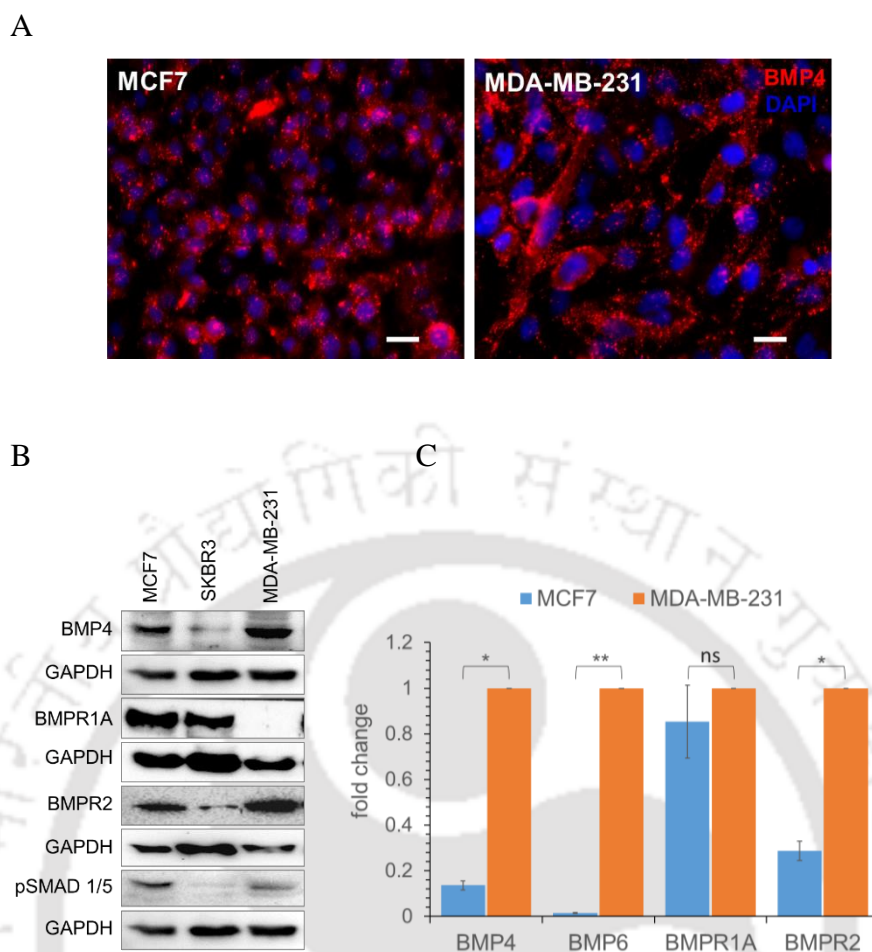 A
MCF7
MDA-MB-231
BMP4
DAPI
B
MCF7
SKBR3
MDA-MB-231
BMP4
GAPDH
BMPR1A
GAPDH
BMPR2
GAPDH
pSMAD 1/5
GAPDH
C
MCF7 MDA-MB-231
fold change
1.2
1
0.8
0.6
0.4
0.2
0
* ** ns *
BMP4 BMP6 BMPR1A BMPR2